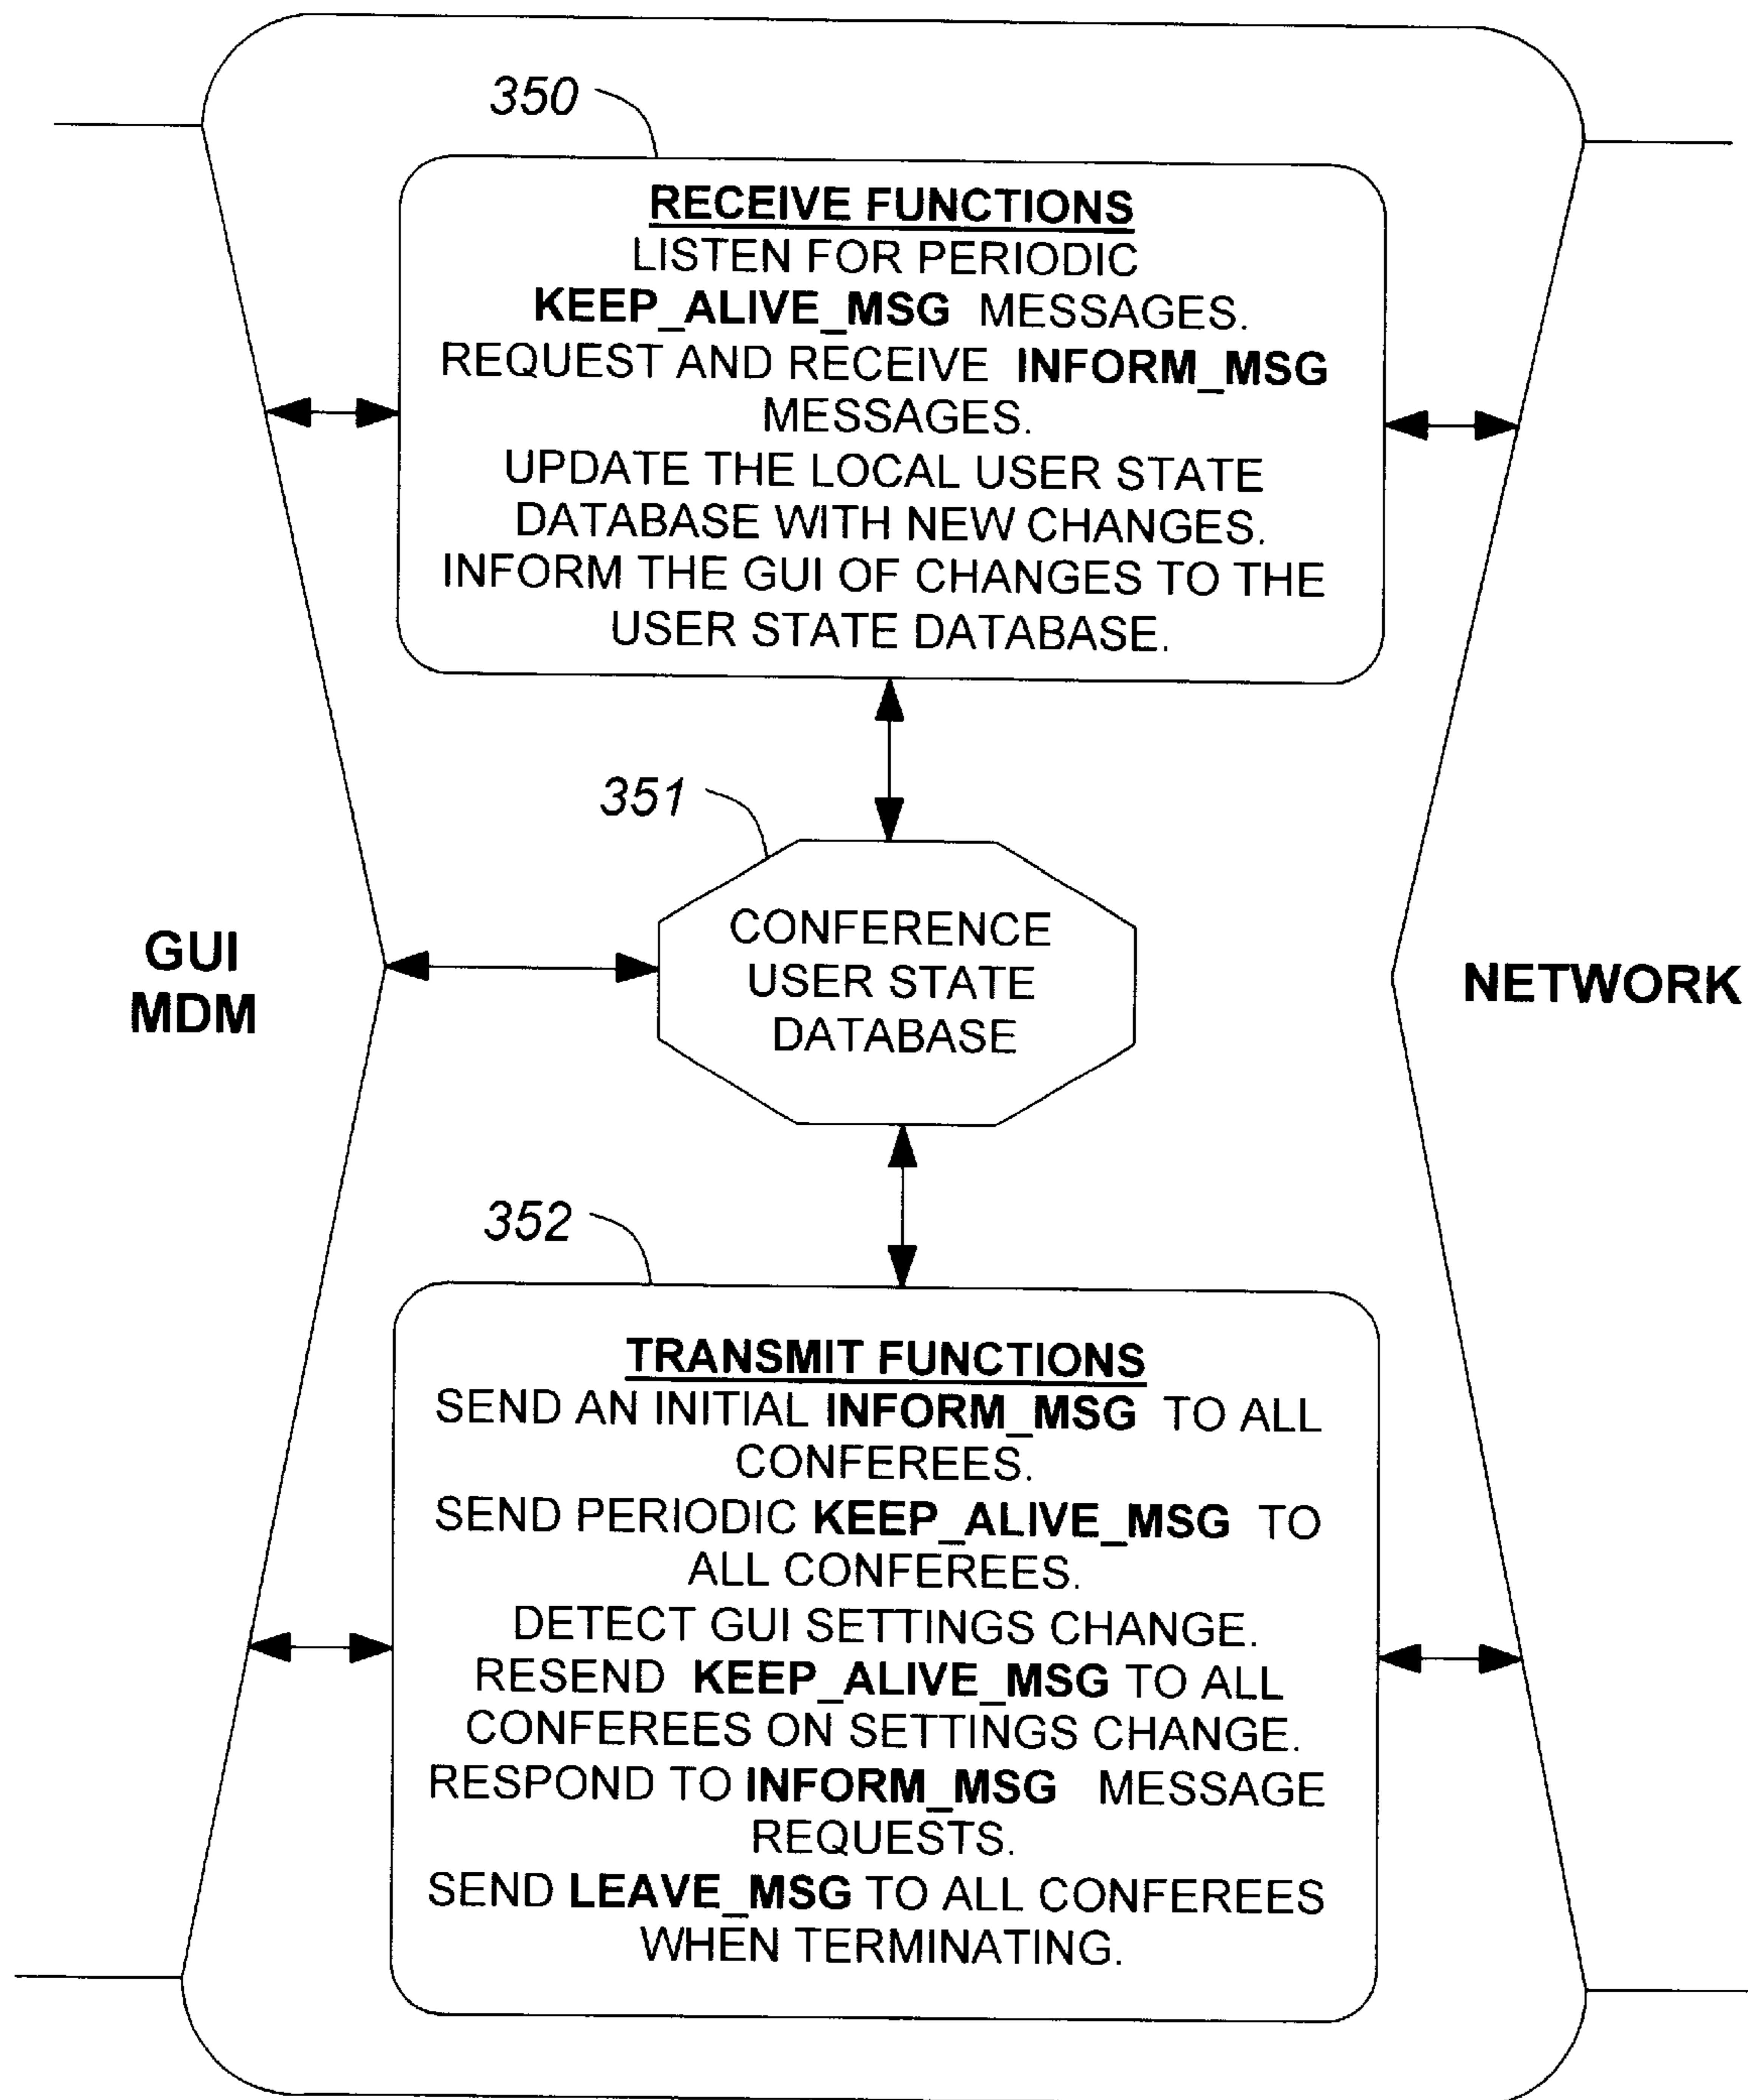 350
RECEIVE FUNCTIONS
LISTEN FOR PERIODIC
KEEP_ALIVE_MSG MESSAGES.
REQUEST AND RECEIVE INFORM_MSG
MESSAGES.
UPDATE THE LOCAL USER STATE
DATABASE WITH NEW CHANGES.
INFORM THE GUI OF CHANGES TO THE
USER STATE DATABASE.
351
CONFERENCE
USER STATE
DATABASE
GUI
MDM
NETWORK
352
TRANSMIT FUNCTIONS
SEND AN INITIAL INFORM_MSG TO ALL
CONFEREES.
SEND PERIODIC KEEP_ALIVE_MSG TO
ALL CONFEREES.
DETECT GUI SETTINGS CHANGE.
RESEND KEEP_ALIVE_MSG TO ALL
CONFEREES ON SETTINGS CHANGE.
RESPOND TO INFORM_MSG MESSAGE
REQUESTS.
SEND LEAVE_MSG TO ALL CONFEREES
WHEN TERMINATING.